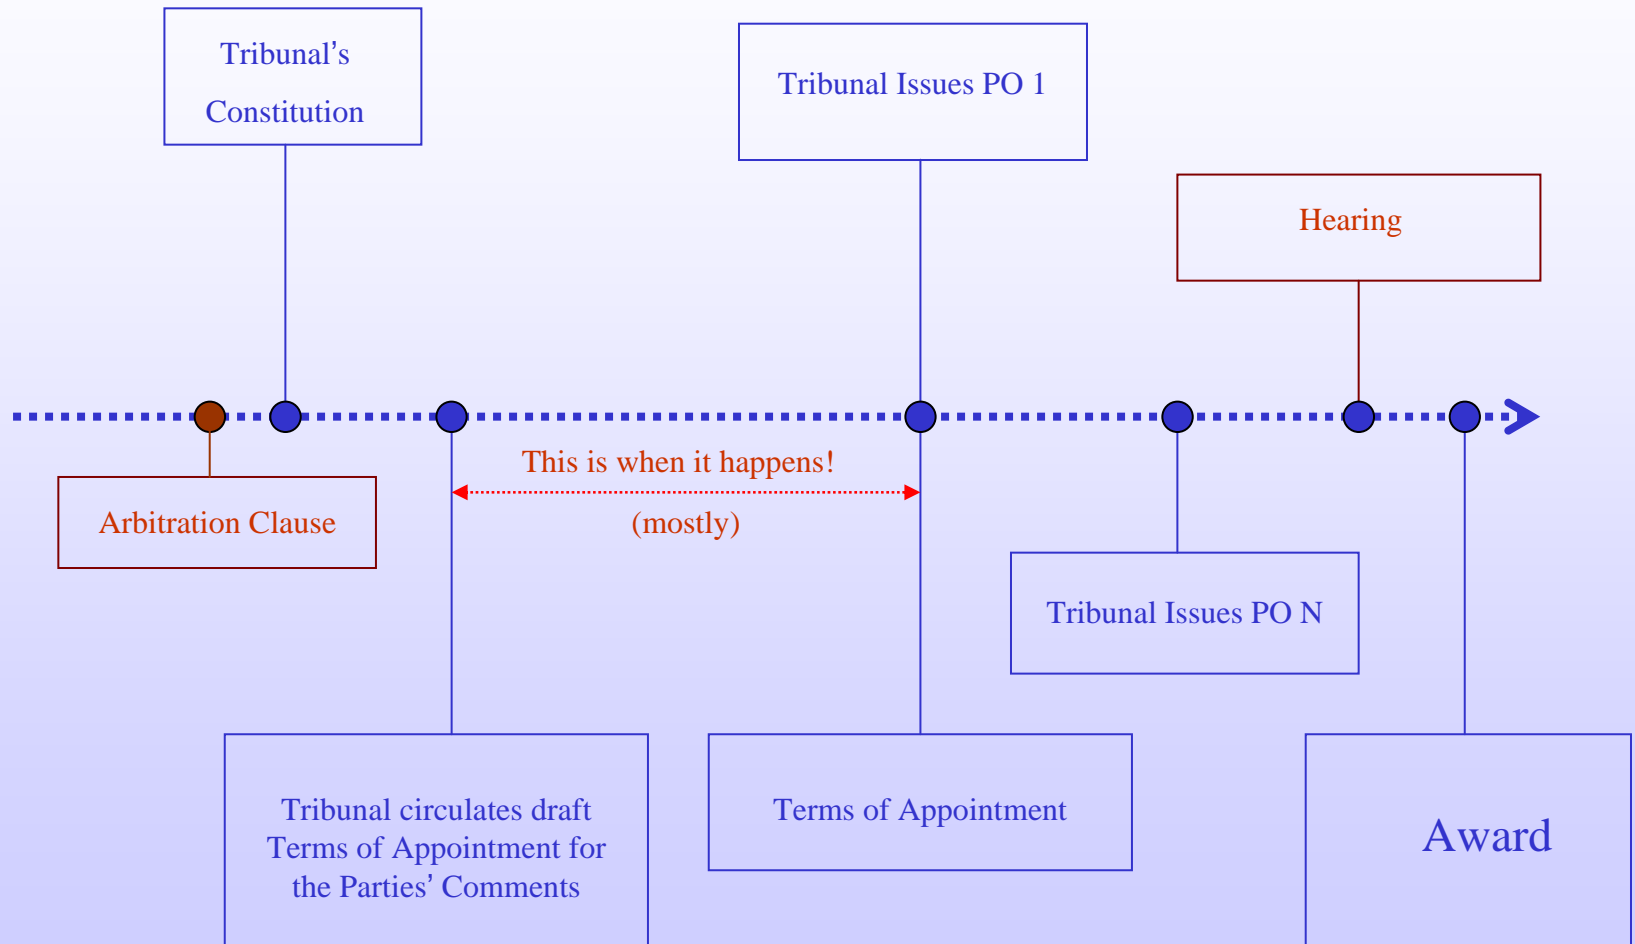 Tribunal’s
Constitution
Tribunal Issues PO 1
Hearing
This is when it happens!
(mostly)
Arbitration Clause
Tribunal Issues PO N
Tribunal circulates draft
Terms of Appointment for
the Parties’ Comments
Terms of Appointment
Award